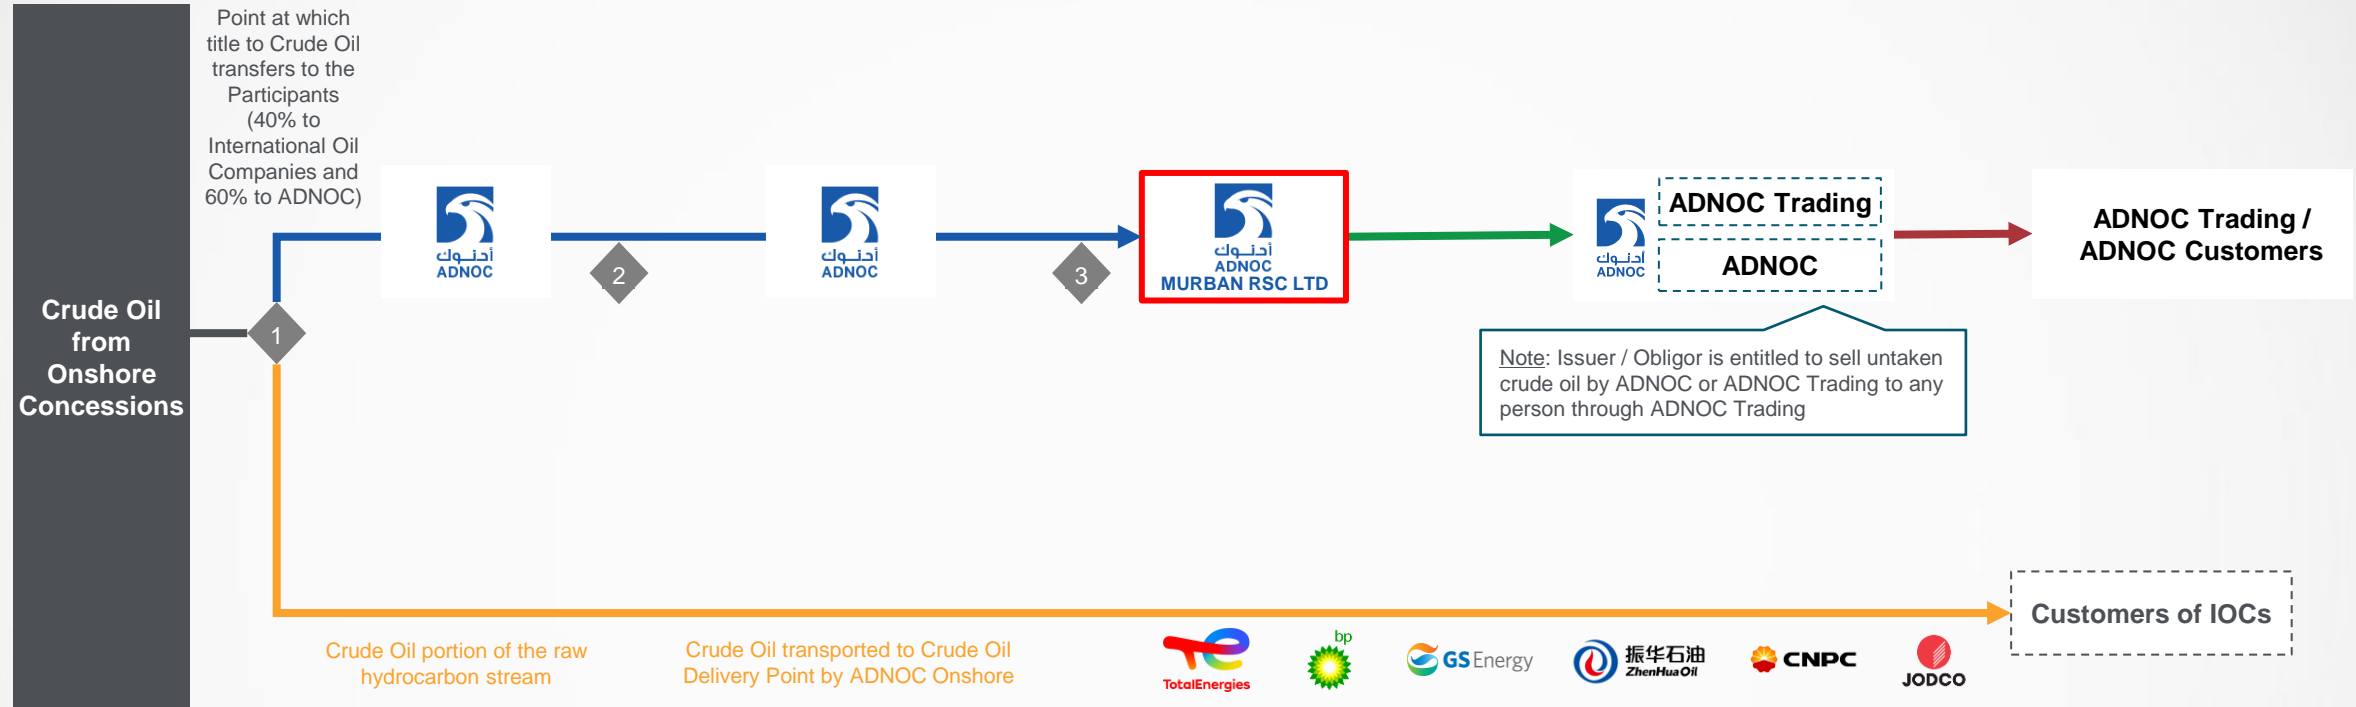 Point at which
title to Crude Oil
transfers to the
Participants
(40% to
International Oil
Companies and
60% to ADNOC)
Crude Oil
from
Onshore
Concessions
1
أدنــوك
ADNOC
2
أدنــوك
ADNOC
3
أدنــوك
ADNOC
MURBAN RSC LTD
أدنــوك
ADNOC
ADNOC Trading
ADNOC
ADNOC Trading /
ADNOC Customers
Note: Issuer / Obligor is entitled to sell untaken
crude oil by ADNOC or ADNOC Trading to any
person through ADNOC Trading
Customers of IOCs
Crude Oil portion of the raw
hydrocarbon stream
Crude Oil transported to Crude Oil
Delivery Point by ADNOC Onshore
TotalEnergies
bp
GS Energy
振华石油
ZhenHua Oil
CNPC
JODCO